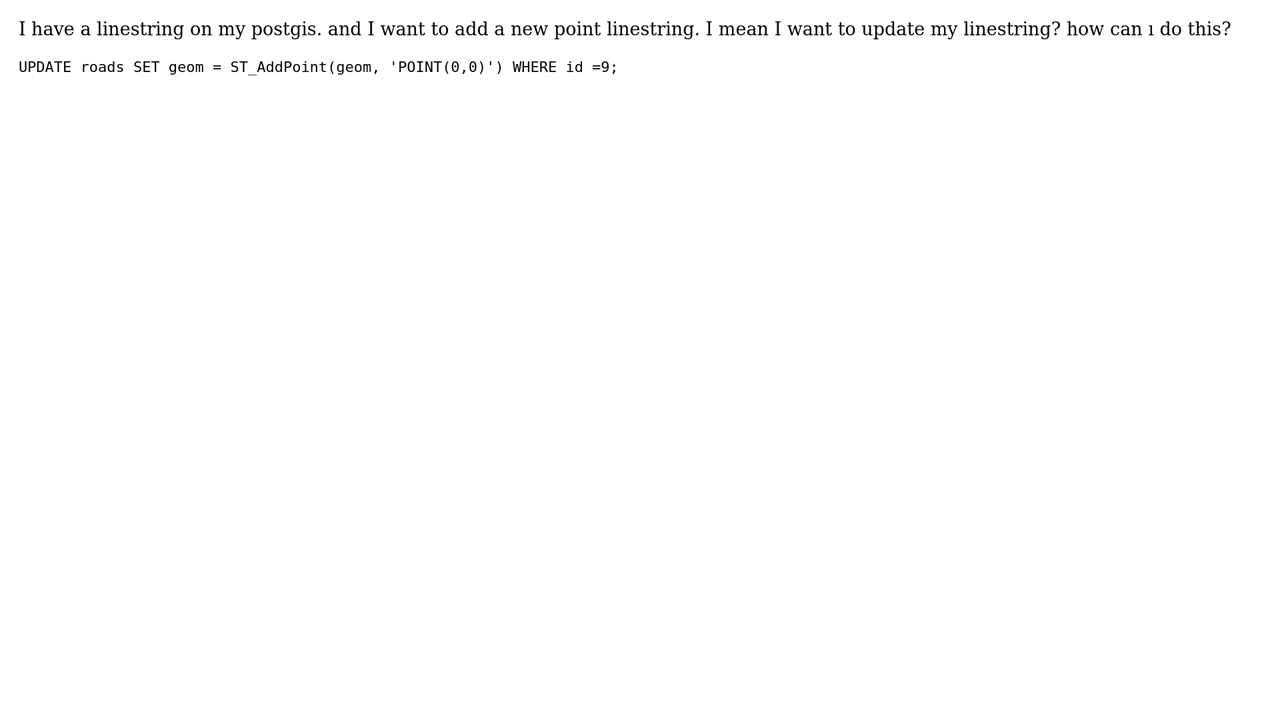 I have a linestring on my postgis. and I want to add a new point linestring. I mean I want to update my linestring? how can ı do this?
UPDATE roads SET geom = ST_AddPoint(geom, 'POINT(0,0)') WHERE id =9;